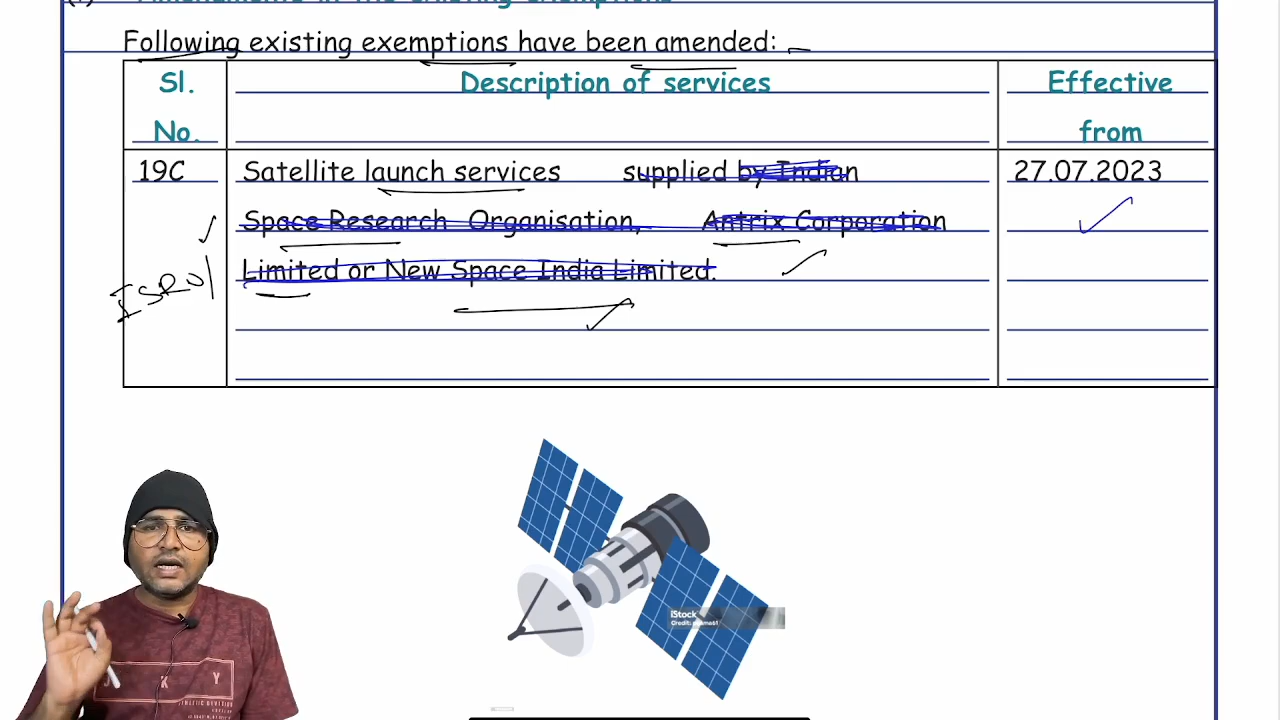 Following existing exemptions have been amended:
Sl. No.
Description of services
Effective from
19C
Satellite launch services supplied by Indian
Space Research Organisation, Antrix Corporation
Limited or New Space India Limited.
27.07.2023
ISRO
iStock
J K Y